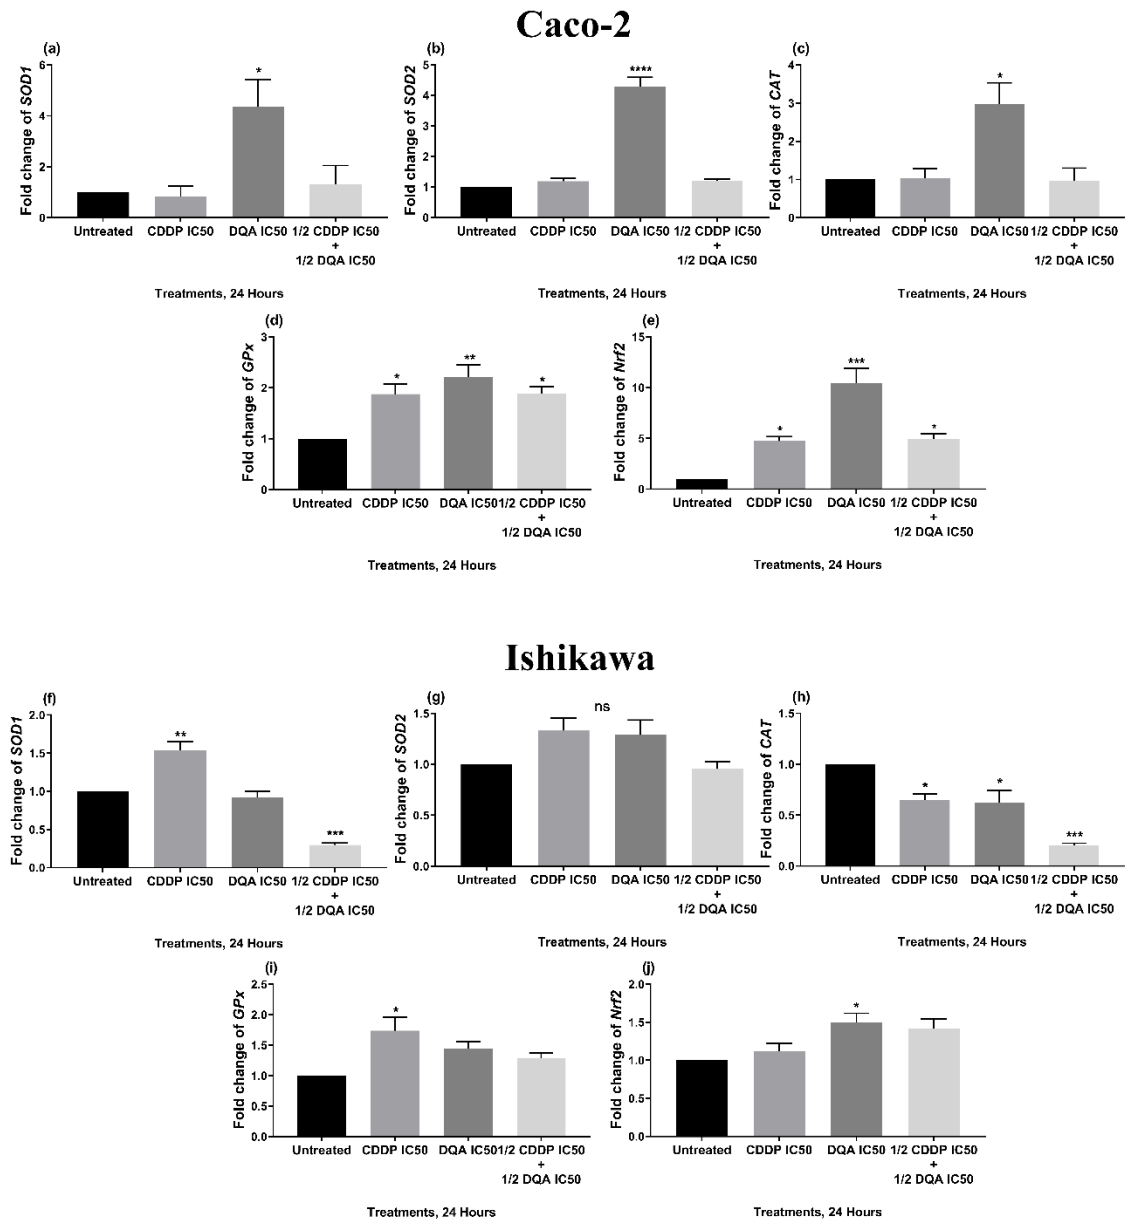 Caco-2
(a)
Fold change of SOD1
6
4
2
0
*
Untreated CDDP IC50 DQA IC50 1/2 CDDP IC50
+
1/2 DQA IC50
Treatments, 24 Hours
(b)
Fold change of SOD2
5
4
3
2
1
0
****
Untreated CDDP IC50 DQA IC50 1/2 CDDP IC50
+
1/2 DQA IC50
Treatments, 24 Hours
(c)
Fold change of CAT
4
3
2
1
0
*
Untreated CDDP IC50 DQA IC50 1/2 CDDP IC50
+
1/2 DQA IC50
Treatments, 24 Hours
(d)
Fold change of GPx
3
2
1
0
* ** *
Untreated CDDP IC50 DQA IC50 1/2 CDDP IC50
+
1/2 DQA IC50
Treatments, 24 Hours
(e)
Fold change of Nrf2
15
10
5
0
* *** *
Untreated CDDP IC50 DQA IC50 1/2 CDDP IC50
+
1/2 DQA IC50
Treatments, 24 Hours
Ishikawa
(f)
Fold change of SOD1
2.0
1.5
1.0
0.5
0.0
** ***
Untreated CDDP IC50 DQA IC50 1/2 CDDP IC50
+
1/2 DQA IC50
Treatments, 24 Hours
(g)
Fold change of SOD2
1.5
1.0
0.5
0.0
ns
Untreated CDDP IC50 DQA IC50 1/2 CDDP IC50
+
1/2 DQA IC50
Treatments, 24 Hours
(h)
Fold change of CAT
1.5
1.0
0.5
0.0
* * ***
Untreated CDDP IC50 DQA IC50 1/2 CDDP IC50
+
1/2 DQA IC50
Treatments, 24 Hours
(i)
Fold change of GPx
2.5
2.0
1.5
1.0
0.5
0.0
*
Untreated CDDP IC50 DQA IC50 1/2 CDDP IC50
+
1/2 DQA IC50
Treatments, 24 Hours
(j)
Fold change of Nrf2
2.0
1.5
1.0
0.5
0.0
*
Untreated CDDP IC50 DQA IC50 1/2 CDDP IC50
+
1/2 DQA IC50
Treatments, 24 Hours